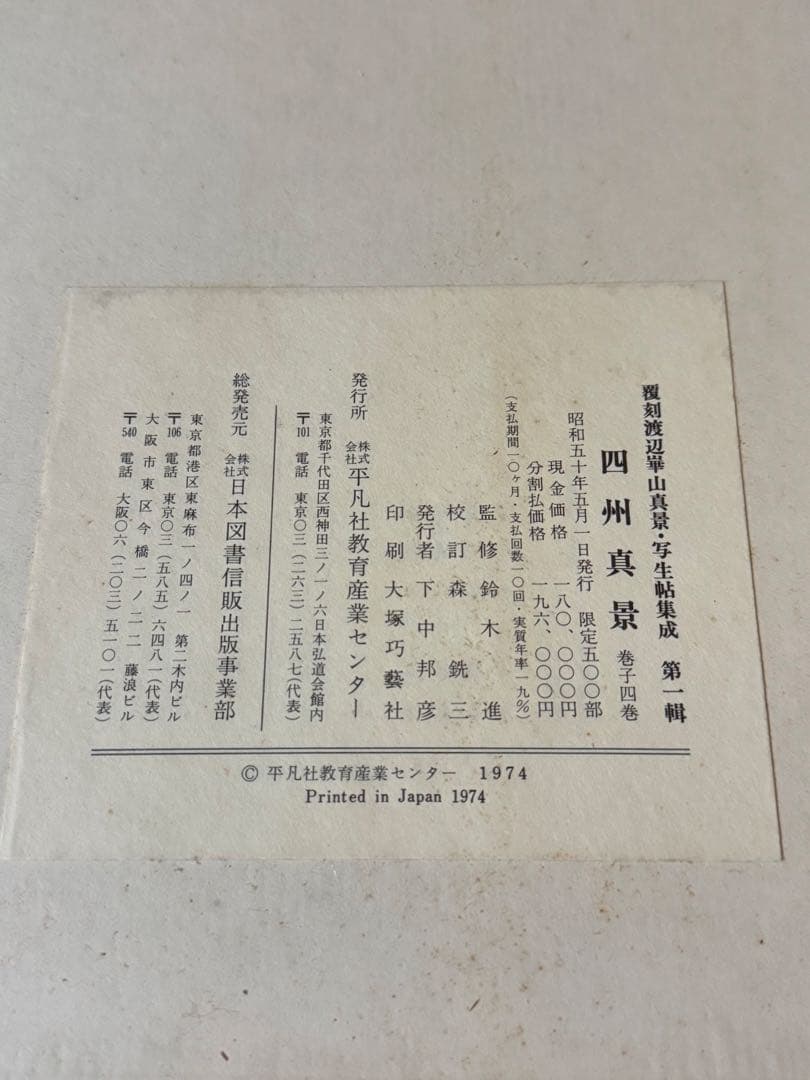 覆刻渡辺崋山真景・写生帖集成　第一輯
四州真景　巻子四巻
昭和五十年五月一日発行　限定五〇〇部
現金価格　一八〇、〇〇〇円
分割払価格　一九六、〇〇〇円
（支払期間一〇ヶ月・支払回数一〇回・実質年率一九％）
監修　鈴木　進
校訂　森　銑三
発行者　下中邦彦
印刷　大塚巧藝社
発行所　株式会社平凡社教育産業センター
東京都千代田区西神田三ノ一ノ六日本弘道会館内
〒101　電話　東京〇三（二六三）二五八七（代表）
総発売元　株式会社日本図書信販出版事業部
東京都港区東麻布一ノ四ノ一　第二木内ビル
〒106　電話　東京〇三（五八五）六四八一（代表）
大阪市東区今橋二ノ二二　藤浪ビル
〒540　電話　大阪〇六（二〇三）五一〇一（代表）
© 平凡社教育産業センター　1974
Printed in Japan 1974